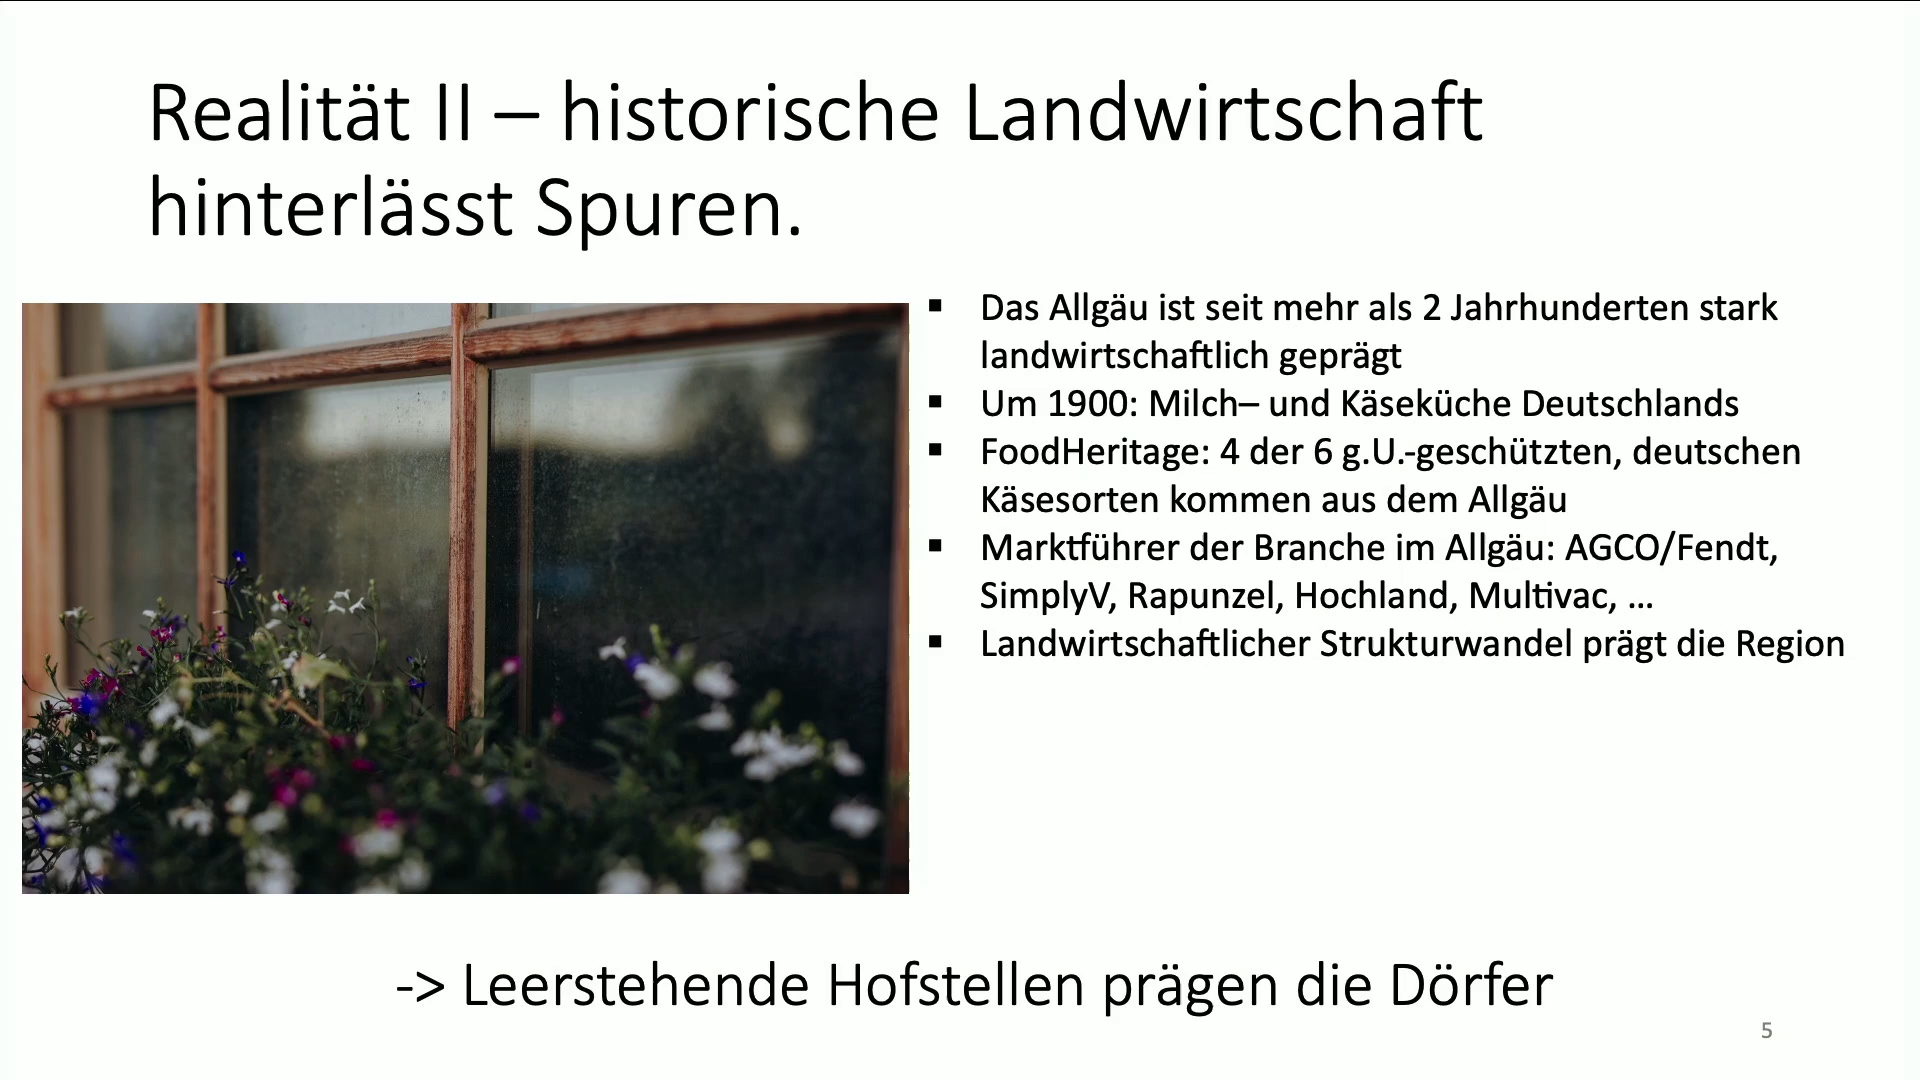 Realität II – historische Landwirtschaft
hinterlässt Spuren.
▪ Das Allgäu ist seit mehr als 2 Jahrhunderten stark
landwirtschaftlich geprägt
▪ Um 1900: Milch– und Käseküche Deutschlands
▪ FoodHeritage: 4 der 6 g.U.-geschützten, deutschen
Käsesorten kommen aus dem Allgäu
▪ Marktführer der Branche im Allgäu: AGCO/Fendt,
SimplyV, Rapunzel, Hochland, Multivac, …
▪ Landwirtschaftlicher Strukturwandel prägt die Region
-> Leerstehende Hofstellen prägen die Dörfer
5